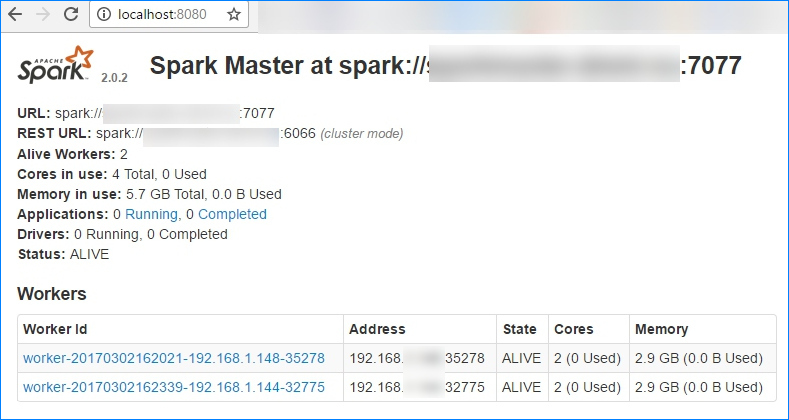 localhost:8080
APACHE
Spark 2.0.2
Spark Master at spark://:7077
URL: spark://:7077
REST URL: spark://:6066 (cluster mode)
Alive Workers: 2
Cores in use: 4 Total, 0 Used
Memory in use: 5.7 GB Total, 0.0 B Used
Applications: 0 Running, 0 Completed
Drivers: 0 Running, 0 Completed
Status: ALIVE
Workers
Worker Id Address State Cores Memory
worker-20170302162021-192.168.1.148-35278 192.168. 35278 ALIVE 2 (0 Used) 2.9 GB (0.0 B Used)
worker-20170302162339-192.168.1.144-32775 192.168. 32775 ALIVE 2 (0 Used) 2.9 GB (0.0 B Used)